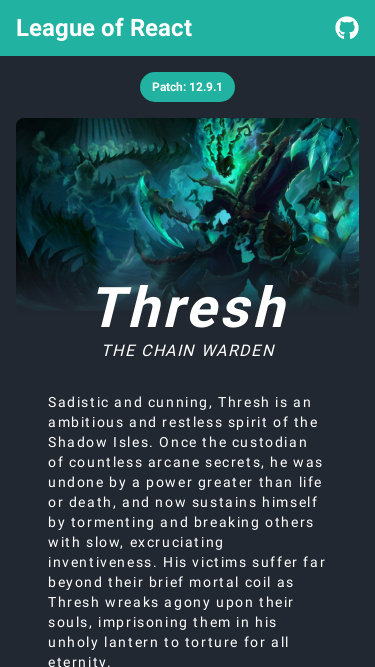 League of React
Patch: 12.9.1
Thresh
THE CHAIN WARDEN
Sadistic and cunning, Thresh is an
ambitious and restless spirit of the
Shadow Isles. Once the custodian
of countless arcane secrets, he was
undone by a power greater than life
or death, and now sustains himself
by tormenting and breaking others
with slow, excruciating
inventiveness. His victims suffer far
beyond their brief mortal coil as
Thresh wreaks agony upon their
souls, imprisoning them in his
unholy lantern to torture for all
eternity.